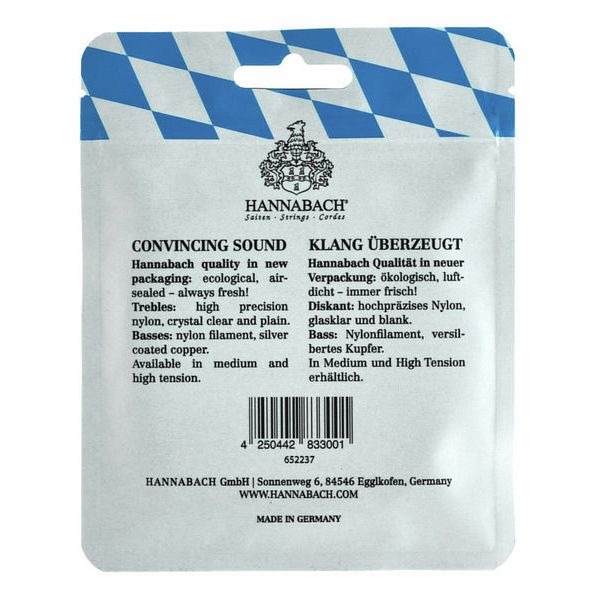 HANNABACH®
Saiten - Strings - Cordes
CONVINCING SOUND
Hannabach quality in new
packaging: ecological, air-
sealed – always fresh!
Trebles: high precision
nylon, crystal clear and plain.
Basses: nylon filament, silver
coated copper.
Available in medium and
high tension.
KLANG ÜBERZEUGT
Hannabach Qualität in neuer
Verpackung: ökologisch, luft-
dicht – immer frisch!
Diskant: hochpräzises Nylon,
glasklar und blank.
Bass: Nylonfilament, versil-
bertes Kupfer.
In Medium und High Tension
erhältlich.
4 250442 833001
652237
HANNABACH GmbH | Sonnenweg 6, 84546 Egglkofen, Germany
WWW.HANNABACH.COM
MADE IN GERMANY